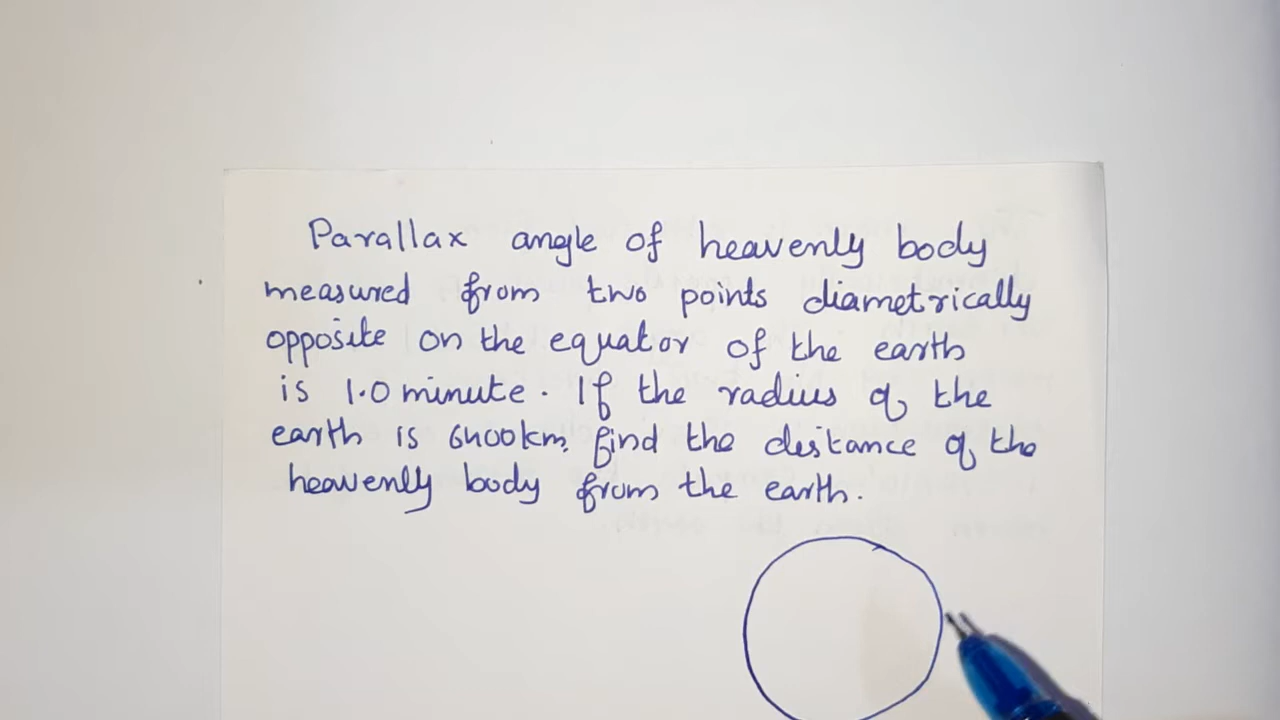 Parallax angle of heavenly body
measured from two points diametrically
opposite on the equator of the earth
is 1.0 minute. If the radius of the
earth is 6400km, find the distance of the
heavenly body from the earth.